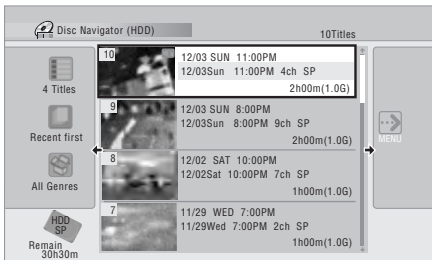 Disc Navigator (HDD)
10Titles
4 Titles
Recent first
All Genres
HDD
SP
Remain
30h30m
10
12/03 SUN 11:00PM
12/03Sun 11:00PM 4ch SP
2h00m(1.0G)
9
12/03 SUN 8:00PM
12/03Sun 8:00PM 9ch SP
2h00m(1.0G)
8
12/02 SAT 10:00PM
12/02Sat 10:00PM 7ch SP
1h00m(1.0G)
7
11/29 WED 7:00PM
11/29Wed 7:00PM 2ch SP
1h00m(1.0G)
MENU